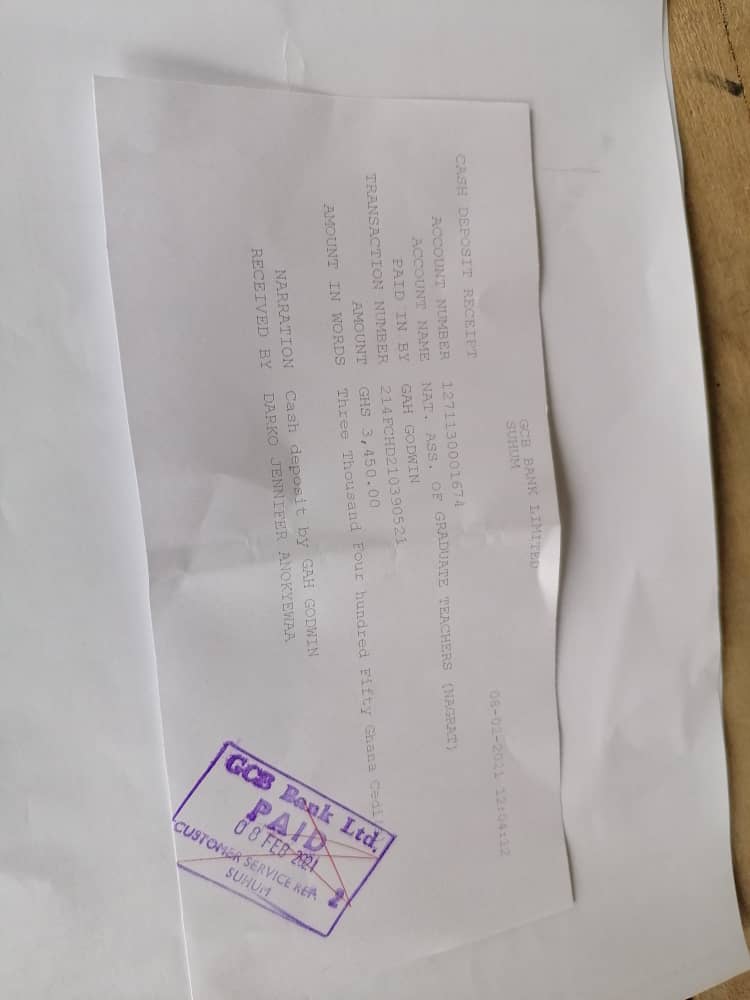 GCB BANK LIMITED
SUHUM
08-02-2021 12:04:12
CASH DEPOSIT RECEIPT
ACCOUNT NUMBER 1271130001674
ACCOUNT NAME NAT. ASS. OF GRADUATE TEACHERS (NAGRAT)
PAID IN BY GAH GODWIN
TRANSACTION NUMBER 214FCHD210390521
AMOUNT GHS 3,450.00
AMOUNT IN WORDS Three Thousand Four hundred Fifty Ghana Cedi
NARRATION Cash deposit by GAH GODWIN
RECEIVED BY DARKO JENNIFER ANOKYEWAA
GCB Bank Ltd.
PAID
08 FEB 2021
CUSTOMER SERVICE REP. 2
SUHUM